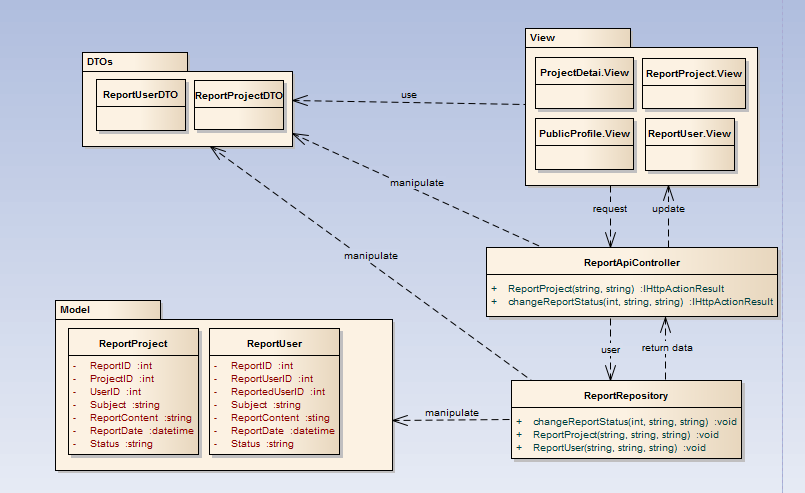 View
ProjectDetai.View
ReportProject.View
PublicProfile.View
ReportUser.View
DTOs
ReportUserDTO
ReportProjectDTO
use
manipulate
request
update
manipulate
ReportApiController
+ ReportProject(string, string) :IHttpActionResult
+ changeReportStatus(int, string, string) :IHttpActionResult
user
return data
Model
ReportProject
- ReportID :int
- ProjectID :int
- UserID :int
- Subject :string
- ReportContent :string
- ReportDate :datetime
- Status :string
ReportUser
- ReportID :int
- ReportUserID :int
- ReportedUserID :int
- Subject :string
- ReportContent :sting
- ReportDate :datetime
- Status :string
manipulate
ReportRepository
+ changeReportStatus(int, string, string) :void
+ ReportProject(string, string, string) :void
+ ReportUser(string, string, string) :void